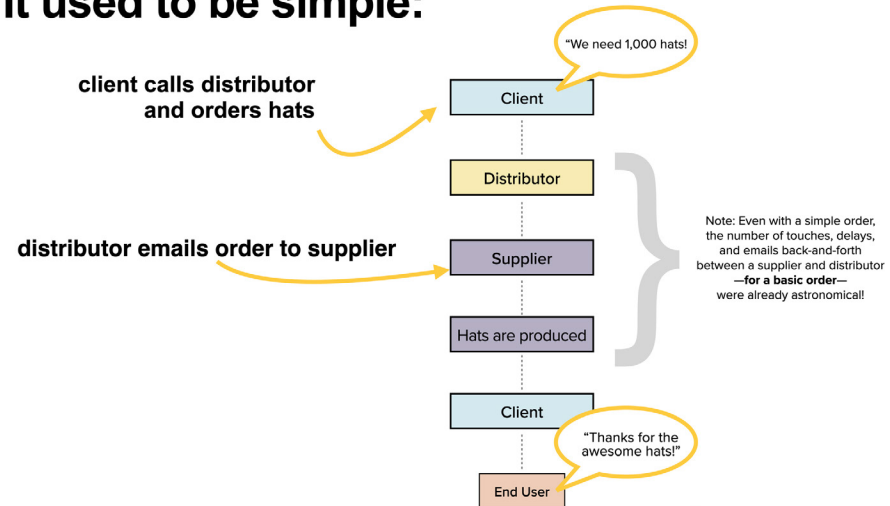 it used to be simple:
"We need 1,000 hats!
client calls distributor
and orders hats
Client
Distributor
distributor emails order to supplier
Supplier
Note: Even with a simple order,
the number of touches, delays,
and emails back-and-forth
between a supplier and distributor
—for a basic order—
were already astronomical!
Hats are produced
Client
"Thanks for the
awesome hats!"
End User